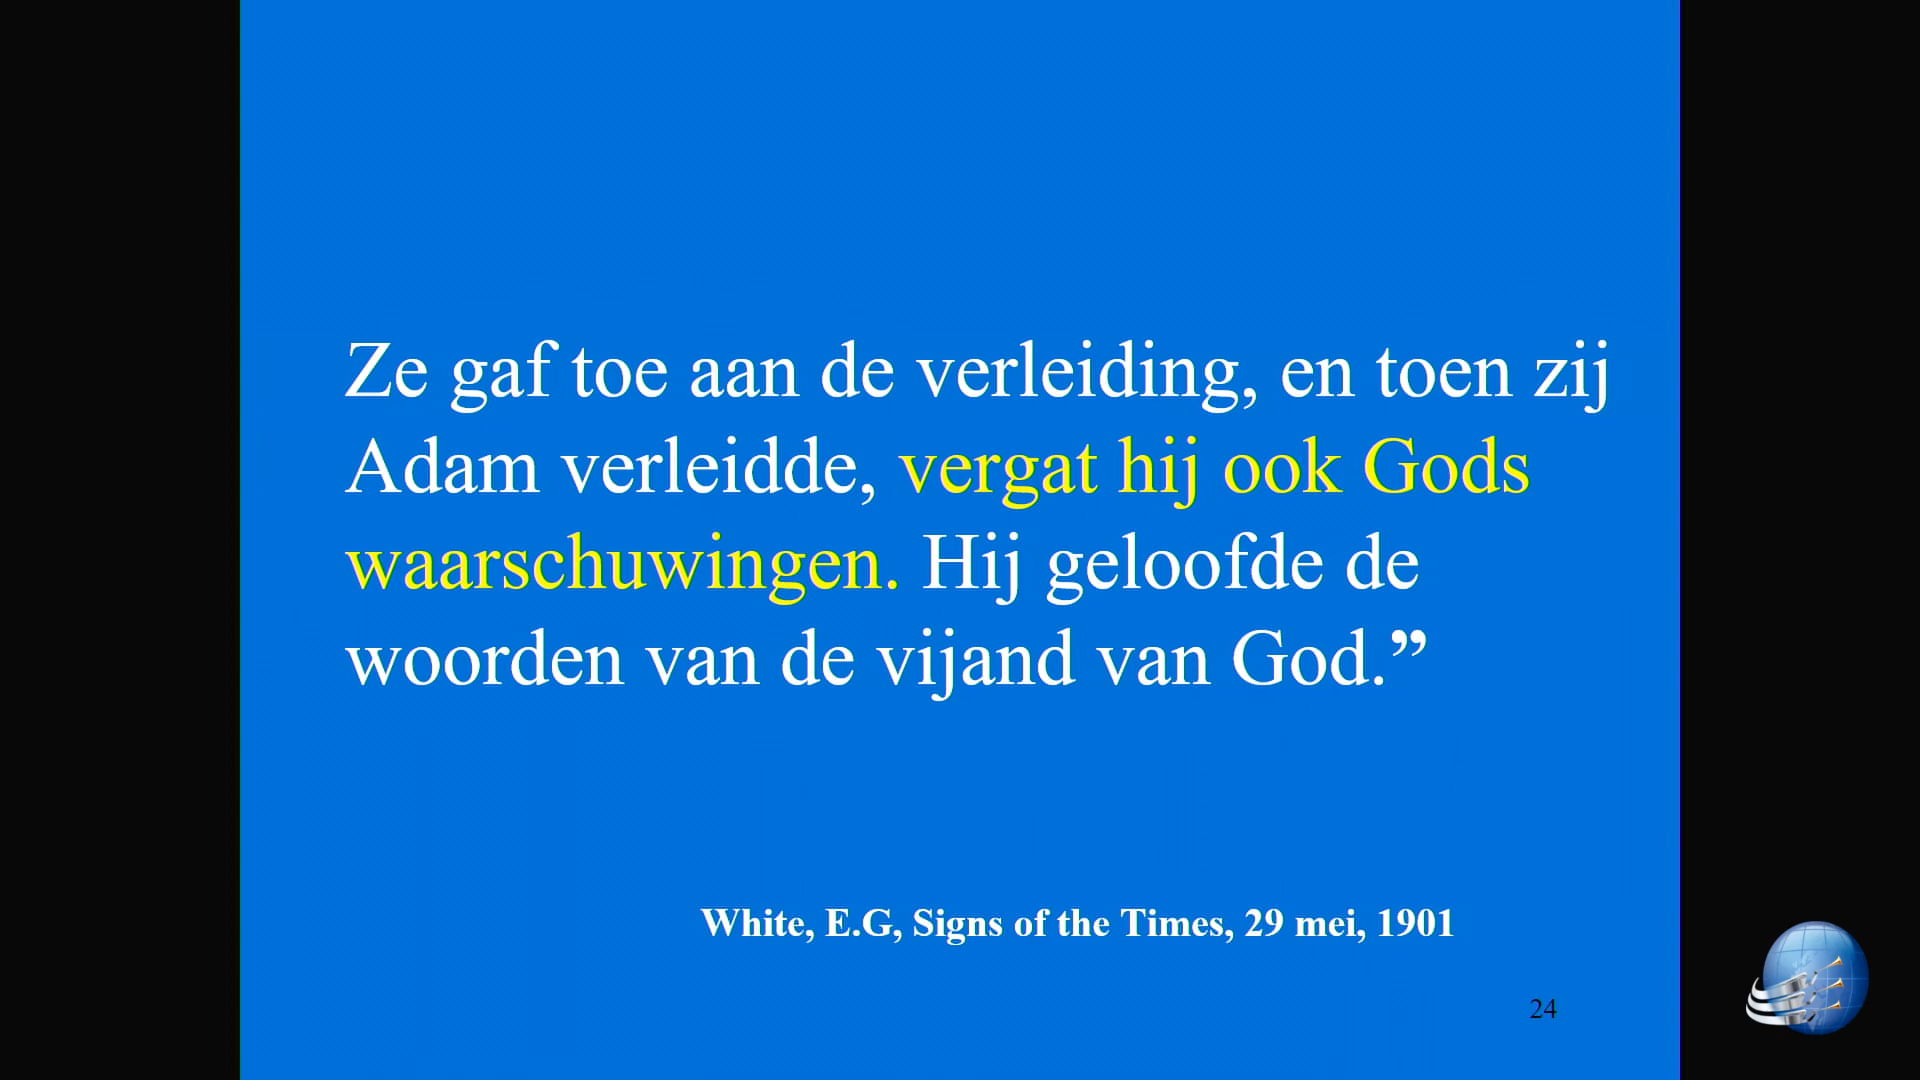 Ze gaf toe aan de verleiding, en toen zij
Adam verleidde, vergat hij ook Gods
waarschuwingen. Hij geloofde de
woorden van de vijand van God.”
White, E.G, Signs of the Times, 29 mei, 1901
24